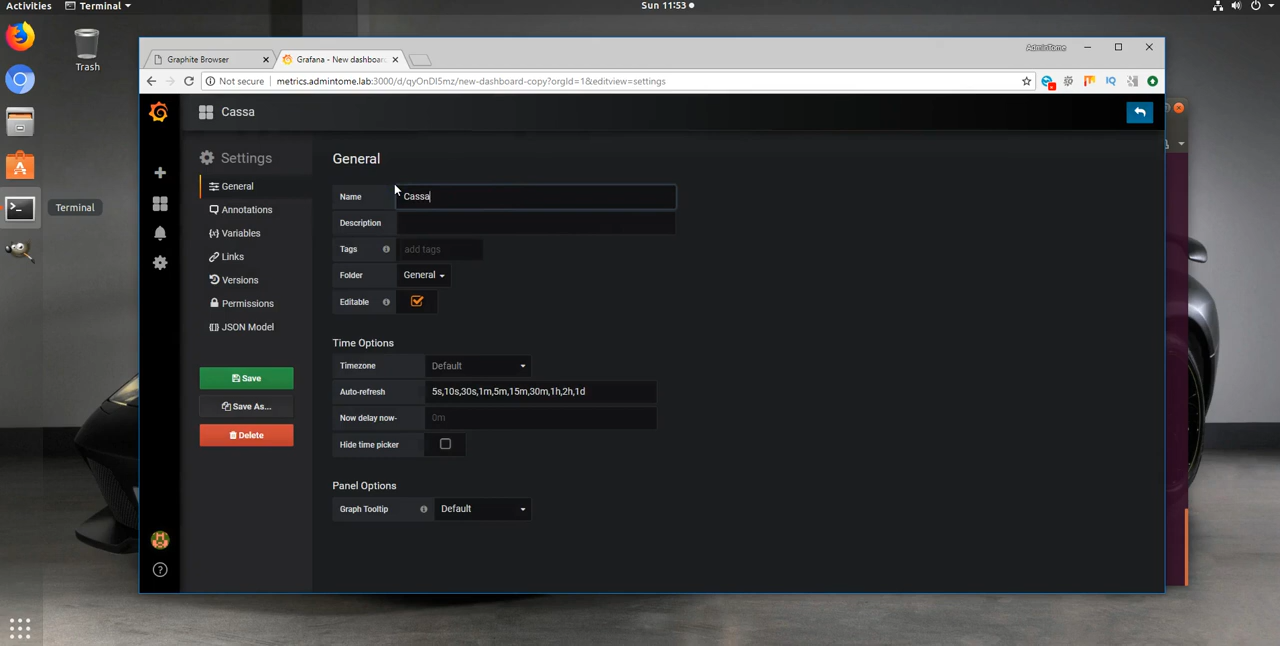 Activities Terminal Sun 11:53
Trash
Graphite Browser
Grafana - New dashboar
AdminTome
Not secure metrics.admintome.lab:3000/d/qyOnDI5mz/new-dashboard-copy?orgId=1&editview=settings
IQ
Cassa
Settings
General
Annotations
Variables
Links
Versions
Permissions
JSON Model
Save
Save As...
Delete
Terminal
General
Name Cassa
Description
Tags add tags
Folder General
Editable
Time Options
Timezone Default
Auto-refresh 5s,10s,30s,1m,5m,15m,30m,1h,2h,1d
Now delay now- 0m
Hide time picker
Panel Options
Graph Tooltip Default